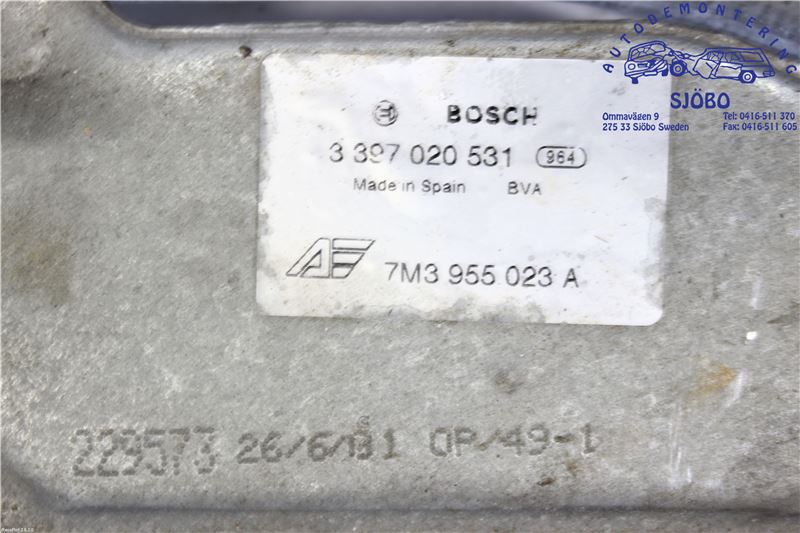 AUTODEMONTERING
SJÖBO
Ommavägen 9
275 33 Sjöbo Sweden
Tel: 0416-511 370
Fax: 0416-511 605
BOSCH
3 397 020 531 964
Made in Spain BVA
7M3 955 023 A
229573 26/6/ 1 OP/49-1